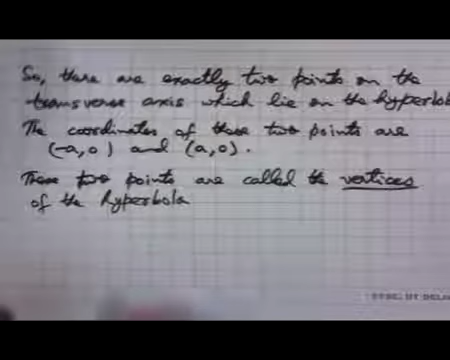 So, there are exactly two points on the
transverse axis which lie on the hyperbol
The coordinates of these two points are
(-a, 0) and (a, 0).
These two points are called the vertices
of the hyperbola